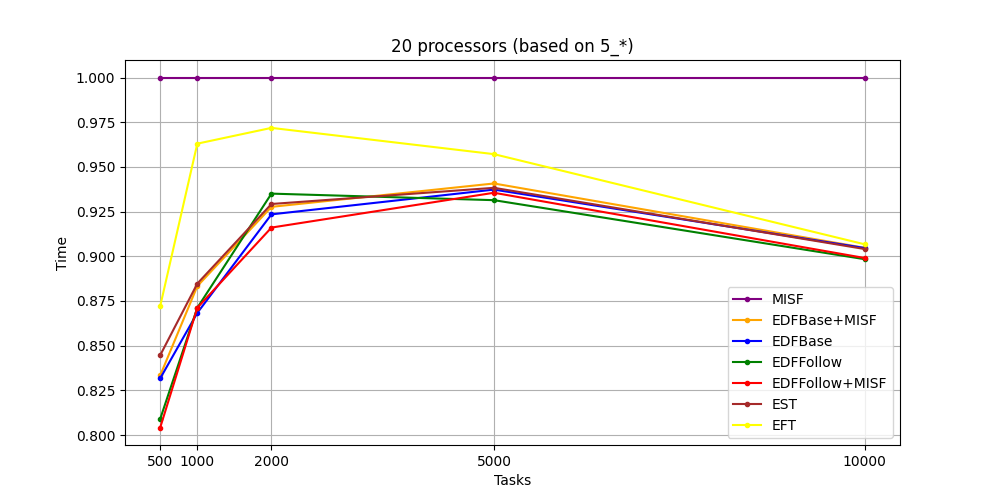 20 processors (based on 5_*)
1.000
0.975
0.950
0.925
0.900
0.875
0.850
0.825
0.800
Time
500 1000 2000 5000 10000
Tasks
MISF
EDFBase+MISF
EDFBase
EDFFollow
EDFFollow+MISF
EST
EFT